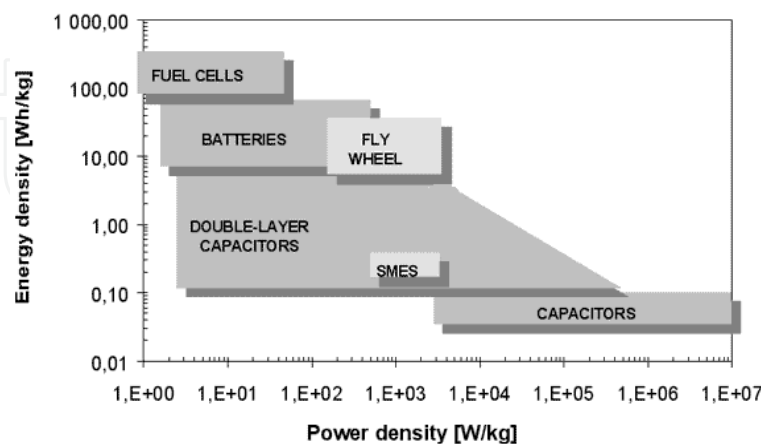 1 000,00
100,00
10,00
1,00
0,10
0,01
Energy density [Wh/kg]
FUEL CELLS
BATTERIES
FLY
WHEEL
DOUBLE-LAYER
CAPACITORS
SMES
CAPACITORS
1,E+00 1,E+01 1,E+02 1,E+03 1,E+04 1,E+05 1,E+06 1,E+07
Power density [W/kg]